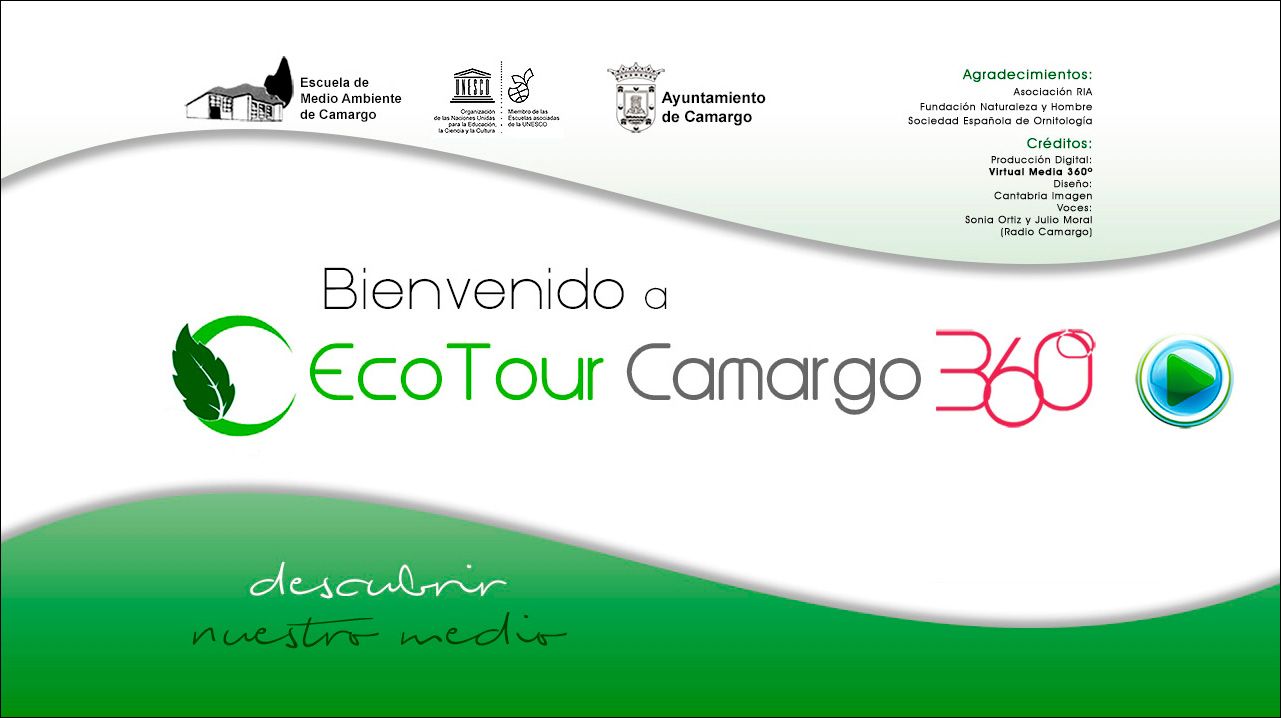 Escuela de
Medio Ambiente
de Camargo
UNESCO
Organización
de las Naciones Unidas
para la Educación,
la Ciencia y la Cultura
Miembro de las
Escuelas asociadas
de la UNESCO
Ayuntamiento
de Camargo
Agradecimientos:
Asociación RIA
Fundación Naturaleza y Hombre
Sociedad Española de Ornitología
Créditos:
Producción Digital:
Virtual Media 360º
Diseño:
Cantabria Imagen
Voces:
Sonia Ortiz y Julio Moral
(Radio Camargo)
Bienvenido a
EcoTour Camargo 360º
descubrir
nuestro medio